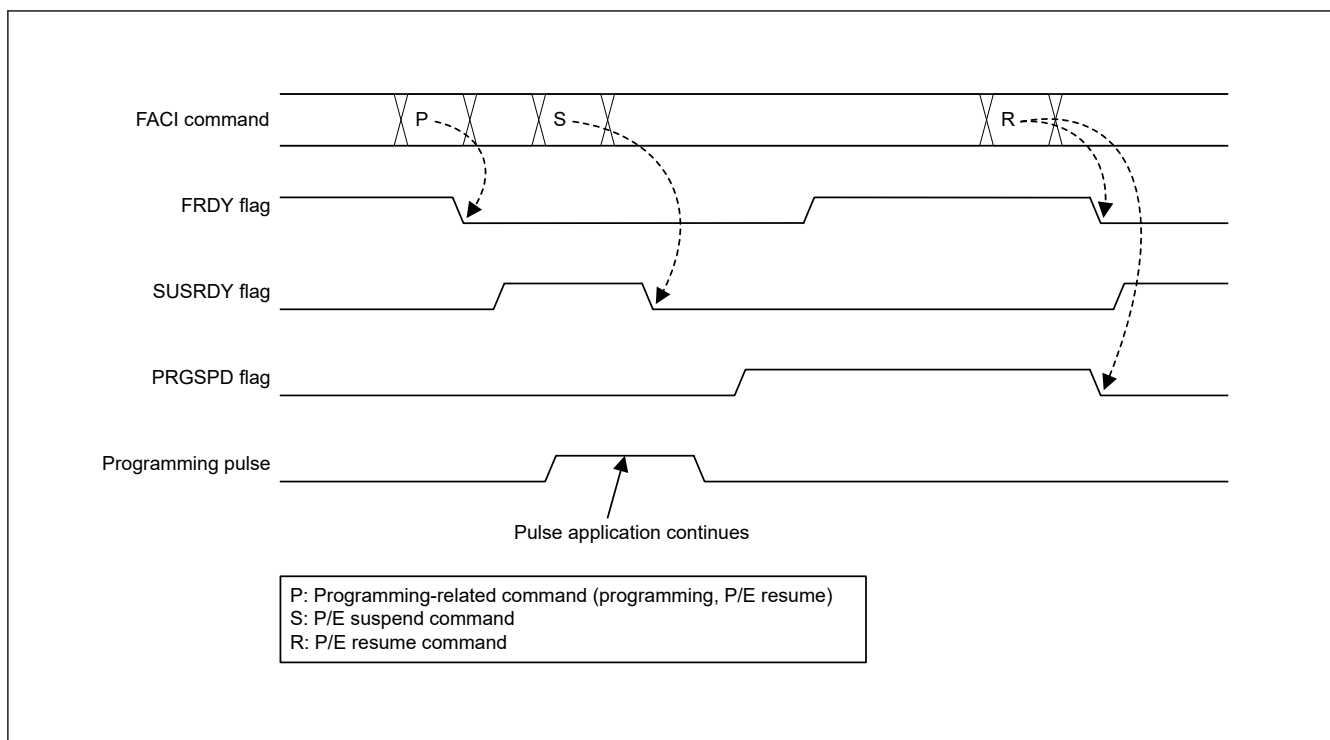 FACI command
P
S
R
FRDY flag
SUSRDY flag
PRGSPD flag
Programming pulse
Pulse application continues
P: Programming-related command (programming, P/E resume)
S: P/E suspend command
R: P/E resume command